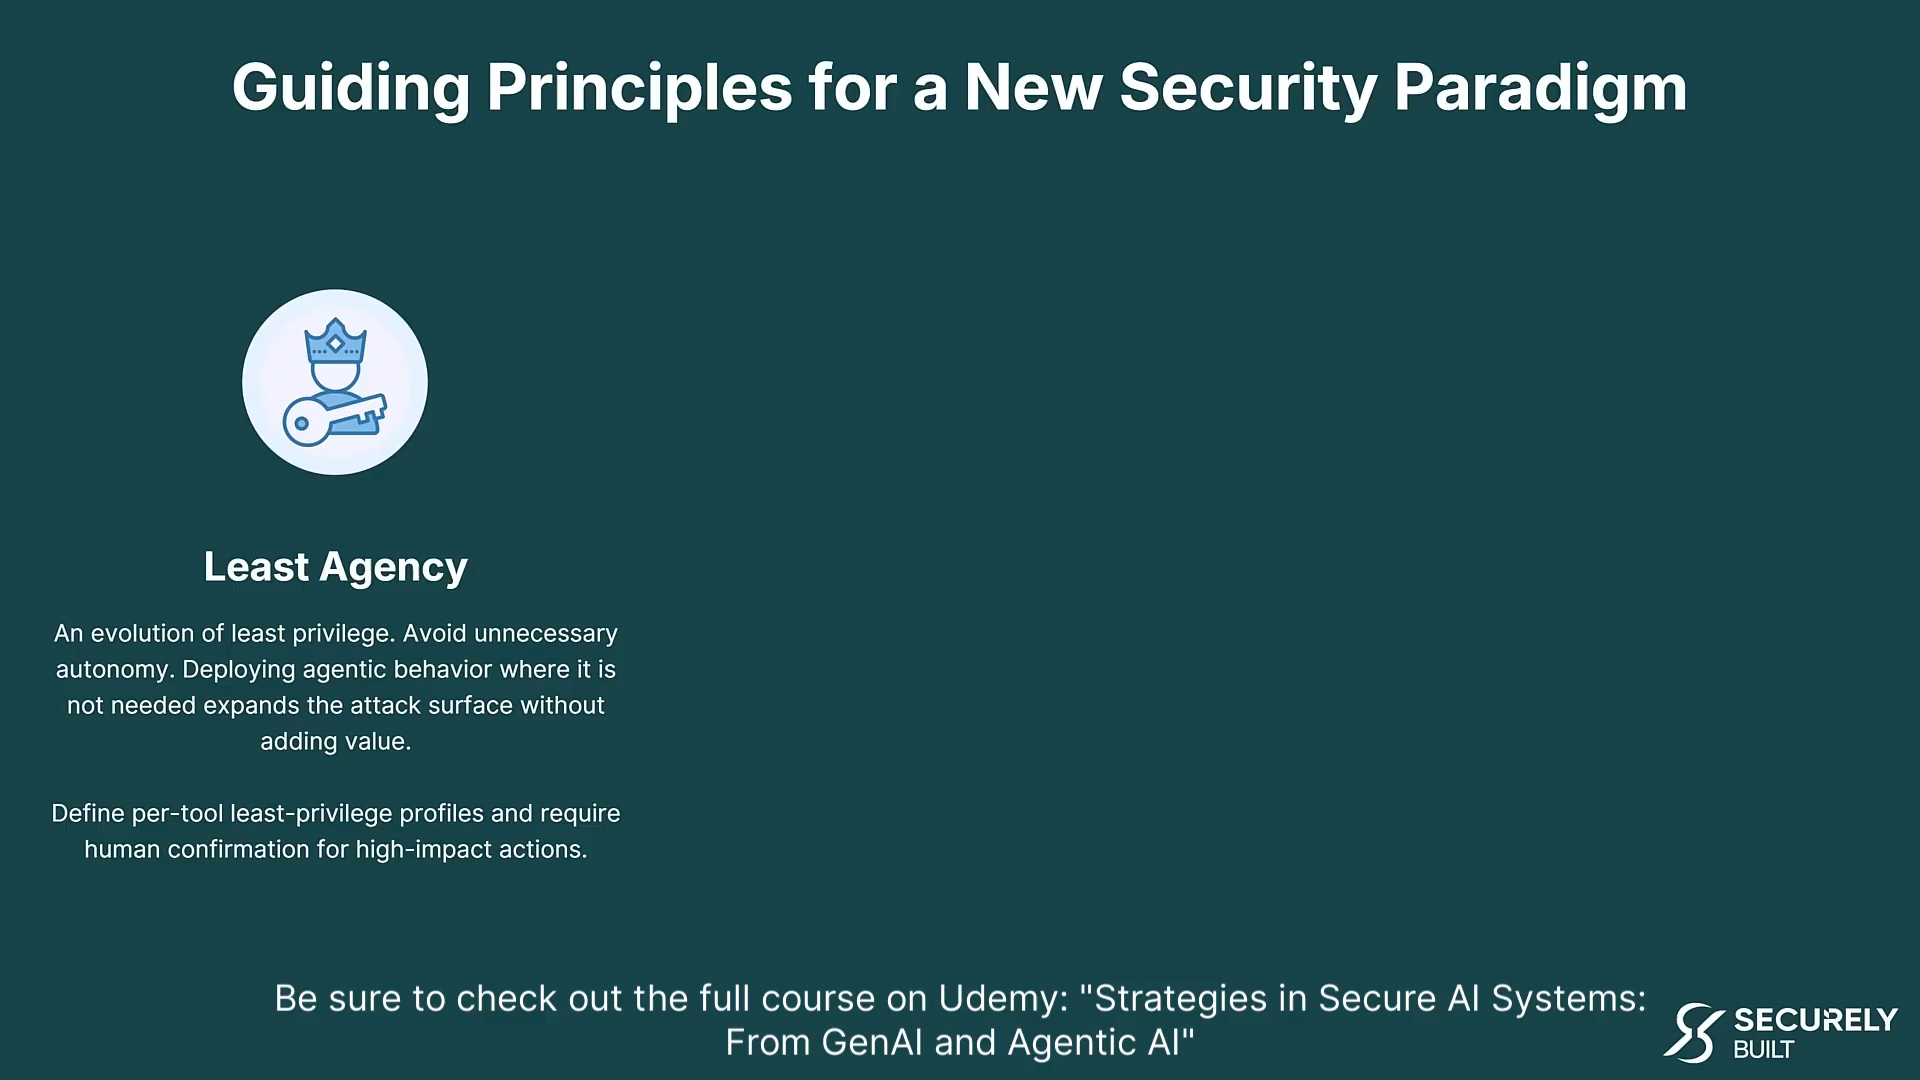 Guiding Principles for a New Security Paradigm
Least Agency
An evolution of least privilege. Avoid unnecessary
autonomy. Deploying agentic behavior where it is
not needed expands the attack surface without
adding value.
Define per-tool least-privilege profiles and require
human confirmation for high-impact actions.
Be sure to check out the full course on Udemy: "Strategies in Secure AI Systems:
From GenAI and Agentic AI"
SECURELY
BUILT